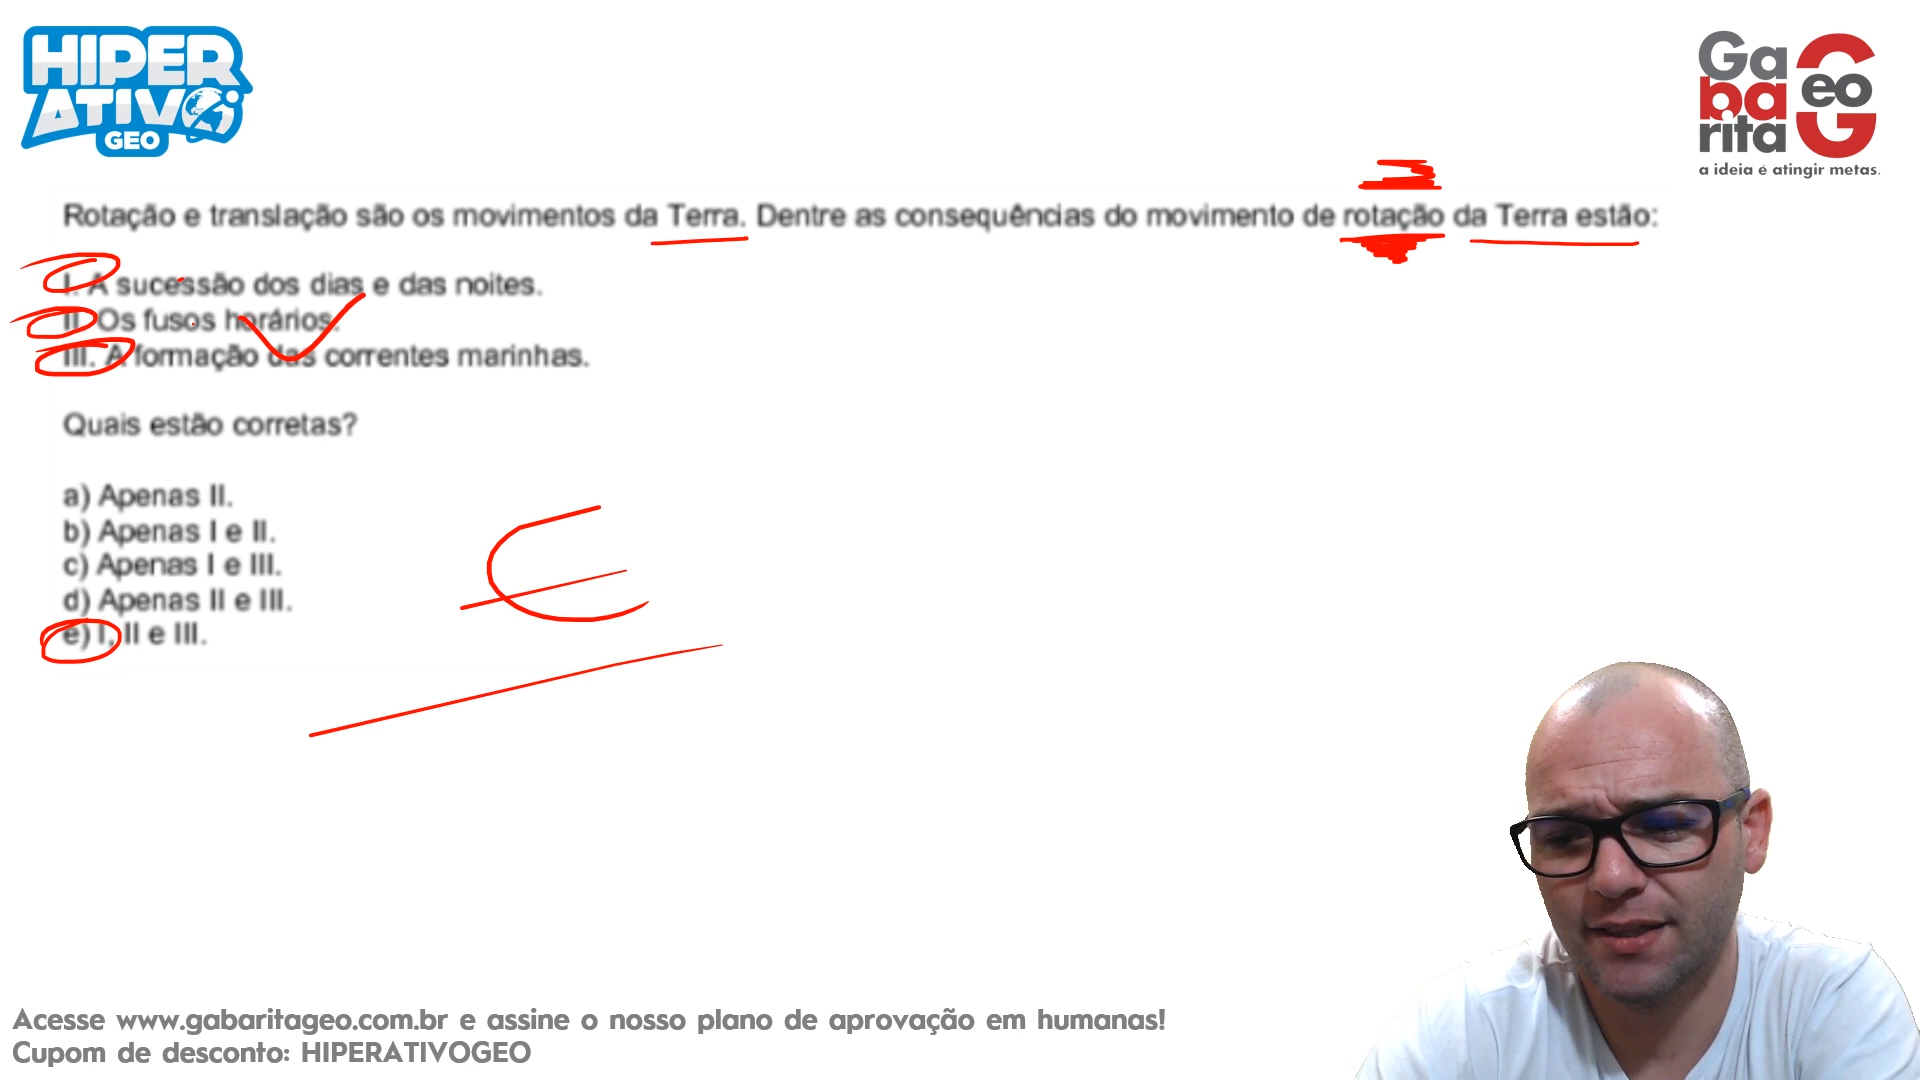 HIPER
ATIVO
GEO
Ga
ba
rita
Geo
G
a ideia é atingir metas.
Rotação e translação são os movimentos da Terra. Dentre as consequências do movimento de rotação da Terra estão:
I. A sucessão dos dias e das noites.
II. Os fusos horários.
III. A formação das correntes marinhas.
Quais estão corretas?
a) Apenas II.
b) Apenas I e II.
c) Apenas I e III.
d) Apenas II e III.
e) I, II e III.
Acesse www.gabaritageo.com.br e assine o nosso plano de aprovação em humanas!
Cupom de desconto: HIPERATIVOGEO